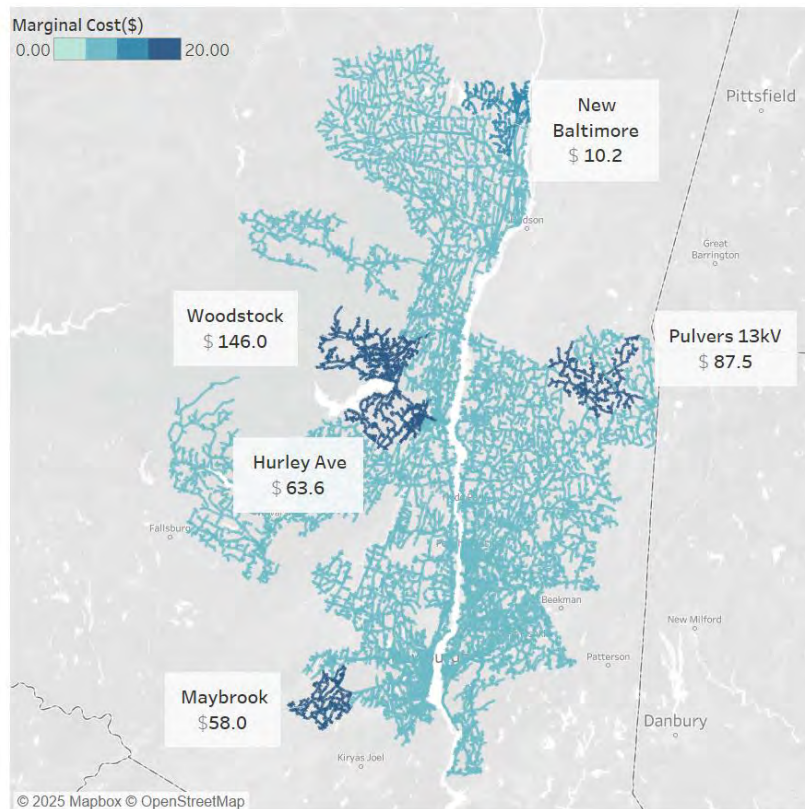 Marginal Cost($)
0.00
20.00
New
Baltimore
$ 10.2
Pittsfield
Great
Barrington
Woodstock
$ 146.0
Pulvers 13kV
$ 87.5
Hurley Ave
$ 63.6
Fallsburg
Beekman
New Milford
Patterson
Maybrook
$58.0
Danbury
Kiryas Joel
© 2025 Mapbox © OpenStreetMap